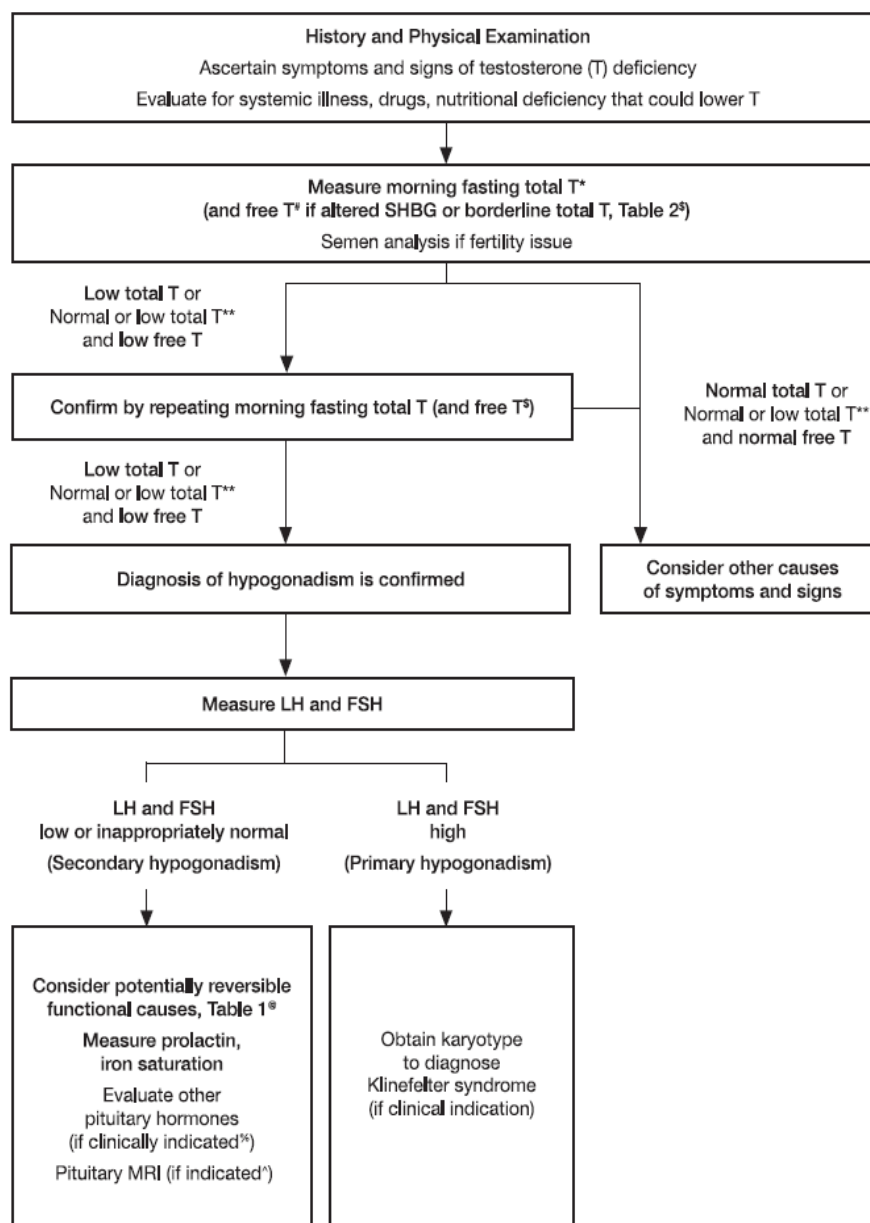 History and Physical Examination
Ascertain symptoms and signs of testosterone (T) deficiency
Evaluate for systemic illness, drugs, nutritional deficiency that could lower T
Measure morning fasting total T*
(and free T# if altered SHBG or borderline total T, Table 2$)
Semen analysis if fertility issue
Low total T or
Normal or low total T**
and low free T
Confirm by repeating morning fasting total T (and free T$)
Normal total T or
Normal or low total T**
and normal free T
Low total T or
Normal or low total T**
and low free T
Diagnosis of hypogonadism is confirmed
Consider other causes
of symptoms and signs
Measure LH and FSH
LH and FSH
low or inappropriately normal
(Secondary hypogonadism)
LH and FSH
high
(Primary hypogonadism)
Consider potentially reversible
functional causes, Table 1@
Measure prolactin,
iron saturation
Evaluate other
pituitary hormones
(if clinically indicated%)
Pituitary MRI (if indicated^)
Obtain karyotype
to diagnose
Klinefelter syndrome
(if clinical indication)